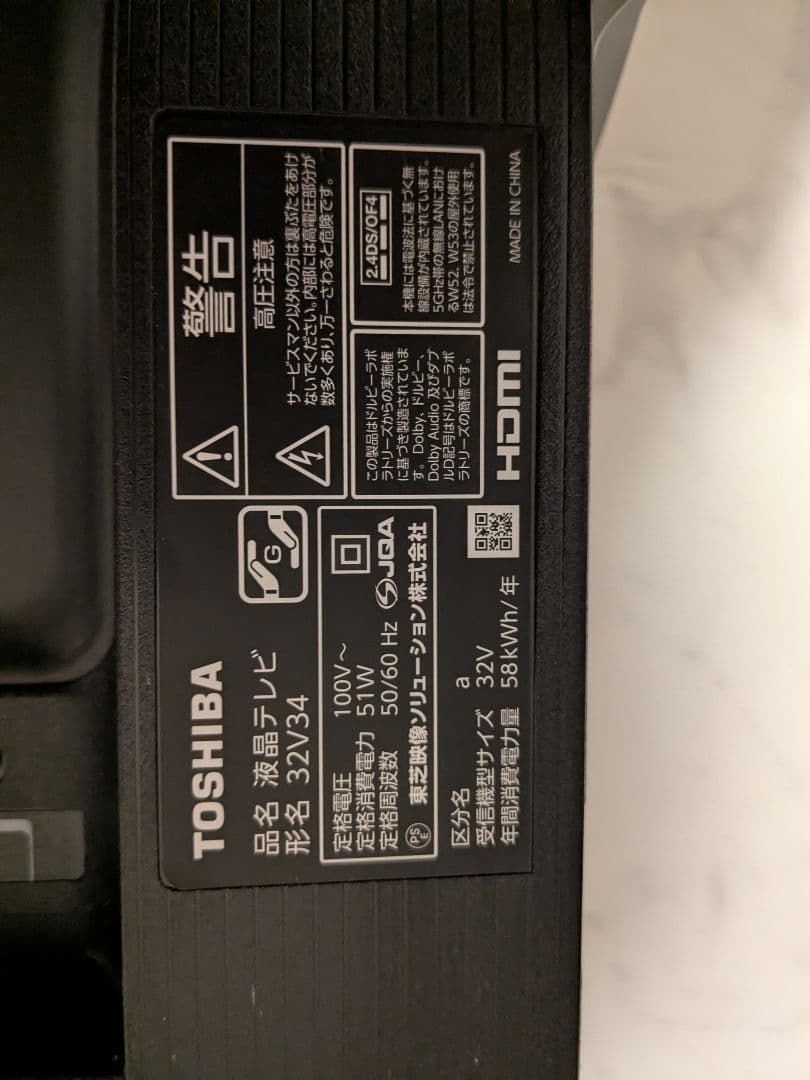 TOSHIBA
品名 液晶テレビ
形名 32V34
定格電圧 100V～
定格消費電力 51W
定格周波数 50/60 Hz
JQA
PS
E
東芝映像ソリューション株式会社
区分名 a
受信機型サイズ 32V
年間消費電力量 58kWh/年
G
警告
高圧注意
サービスマン以外の方は裏ぶたをあけ
ないでください。内部には高電圧部分が
数多くあり、万一さわると危険です。
この製品はドルビーラボ
ラトリーズからの実施権
に基づき製造されていま
す。Dolby、ドルビー、
Dolby Audio 及びダブ
ルD記号はドルビーラボ
ラトリーズの商標です。
2.4DS/OF4
本機には電波法に基づく無
線設備が内蔵されています。
5GHz帯の無線LANにおけ
るW52, W53の屋外使用
は法令で禁止されています。
HDMI
MADE IN CHINA